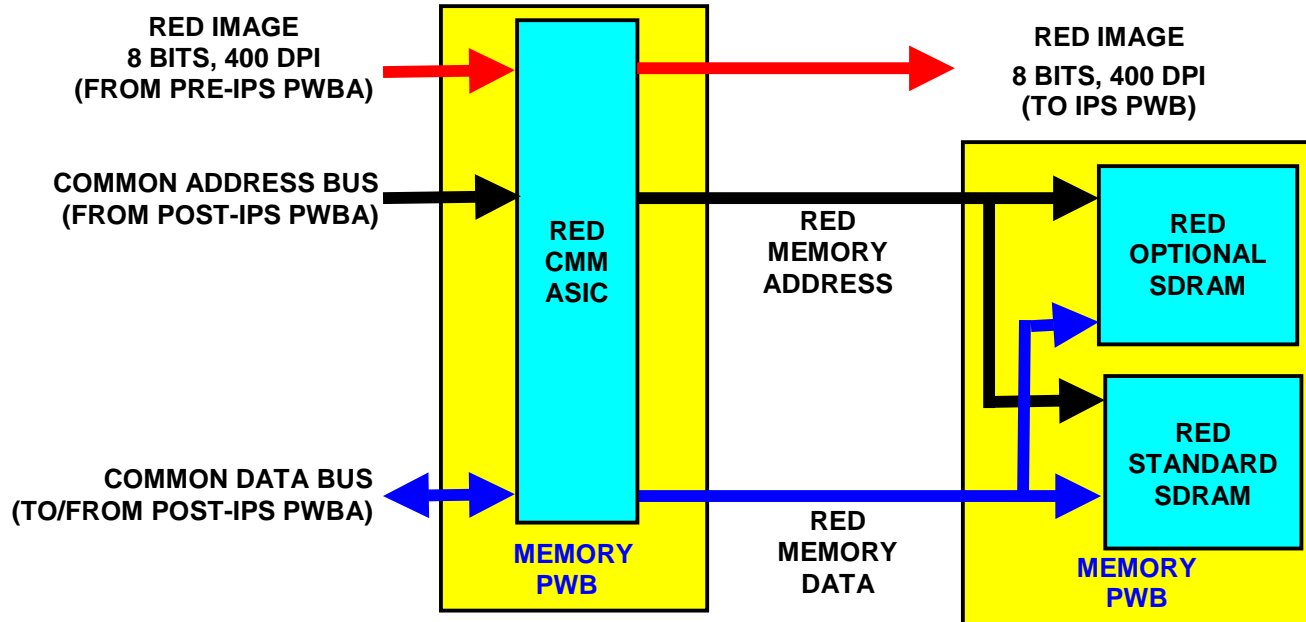 RED IMAGE
8 BITS, 400 DPI
(FROM PRE-IPS PWBA)
COMMON ADDRESS BUS
(FROM POST-IPS PWBA)
COMMON DATA BUS
(TO/FROM POST-IPS PWBA)
RED
CMM
ASIC
MEMORY
PWB
RED
MEMORY
ADDRESS
RED
MEMORY
DATA
RED IMAGE
8 BITS, 400 DPI
(TO IPS PWB)
RED
OPTIONAL
SDRAM
RED
STANDARD
SDRAM
MEMORY
PWB